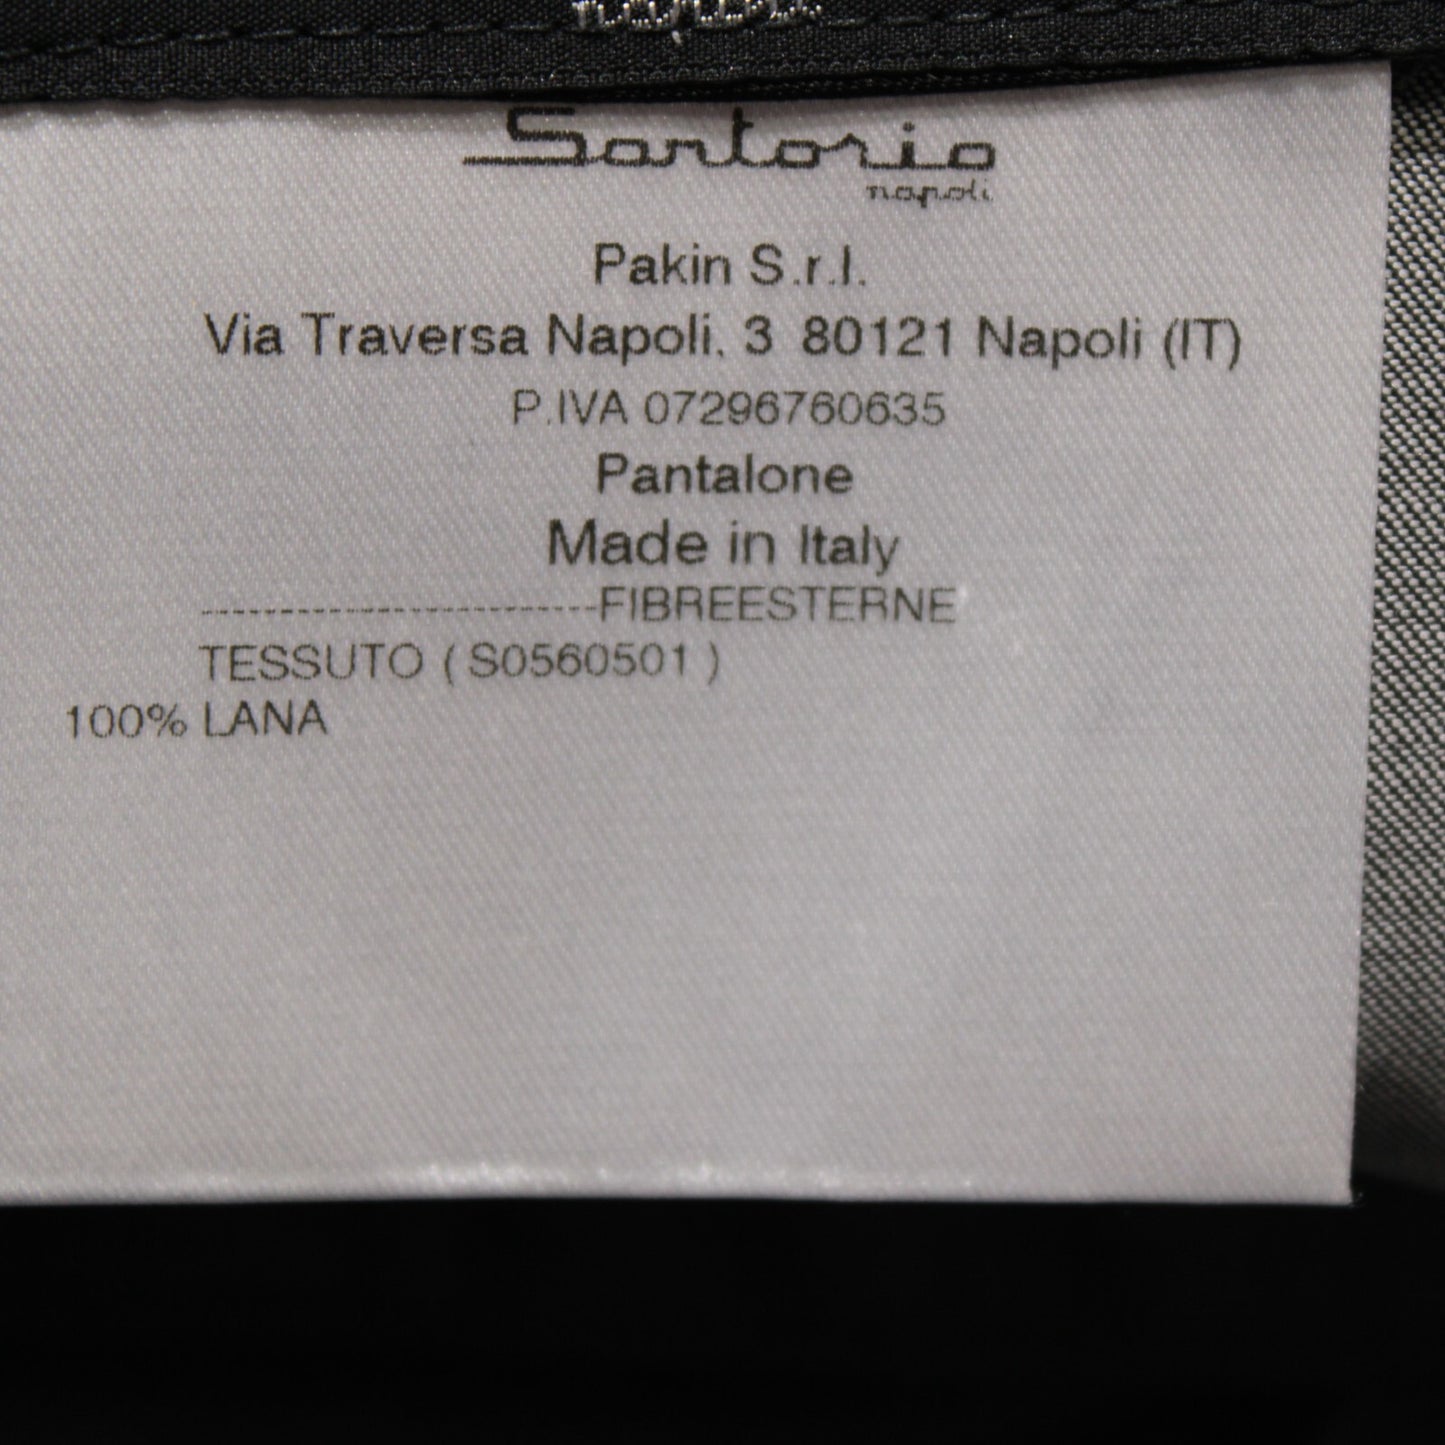 Sartorio
napoli
Pakin S.r.l.
Via Traversa Napoli, 3 80121 Napoli (IT)
P.IVA 07296760635
Pantalone
Made in Italy
-------------------------FIBREESTERNE
TESSUTO ( S0560501 )
100% LANA